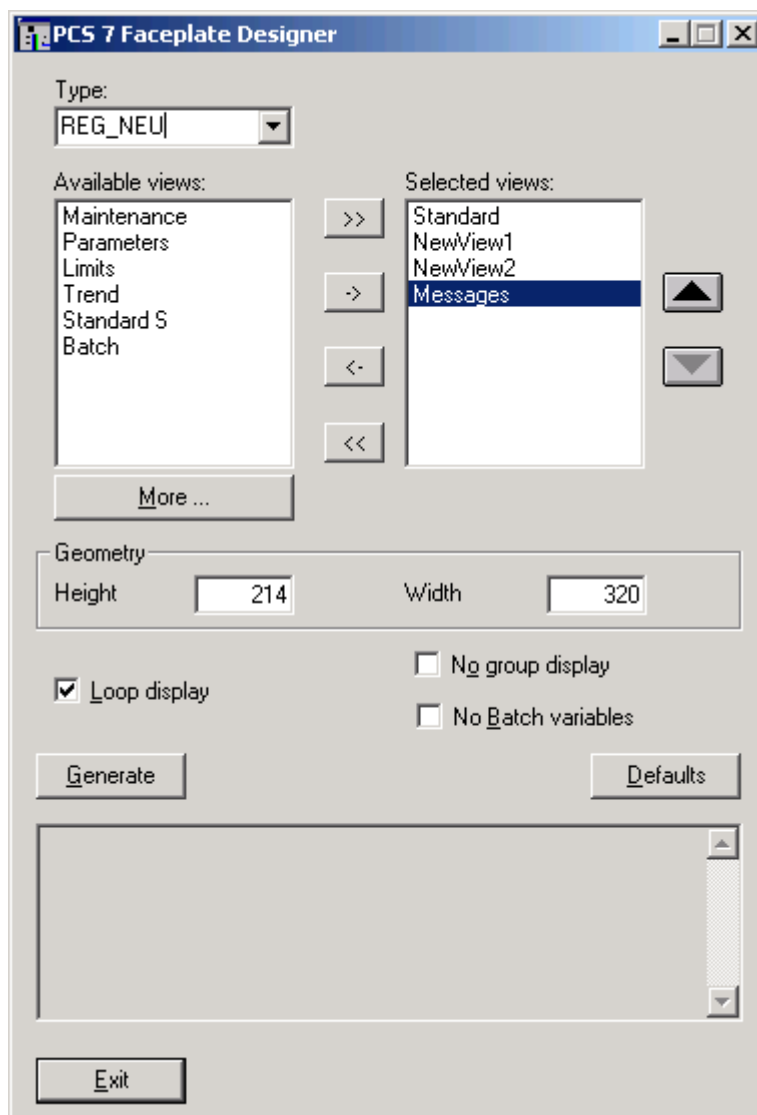 PCS 7 Faceplate Designer
Type:
REG_NEU
Available views:
Maintenance
Parameters
Limits
Trend
Standard S
Batch
>>
->
<-
<<
Selected views:
Standard
NewView1
NewView2
Messages
More ...
Geometry
Height 214 Width 320
Loop display
No group display
No Batch variables
Generate
Defaults
Exit